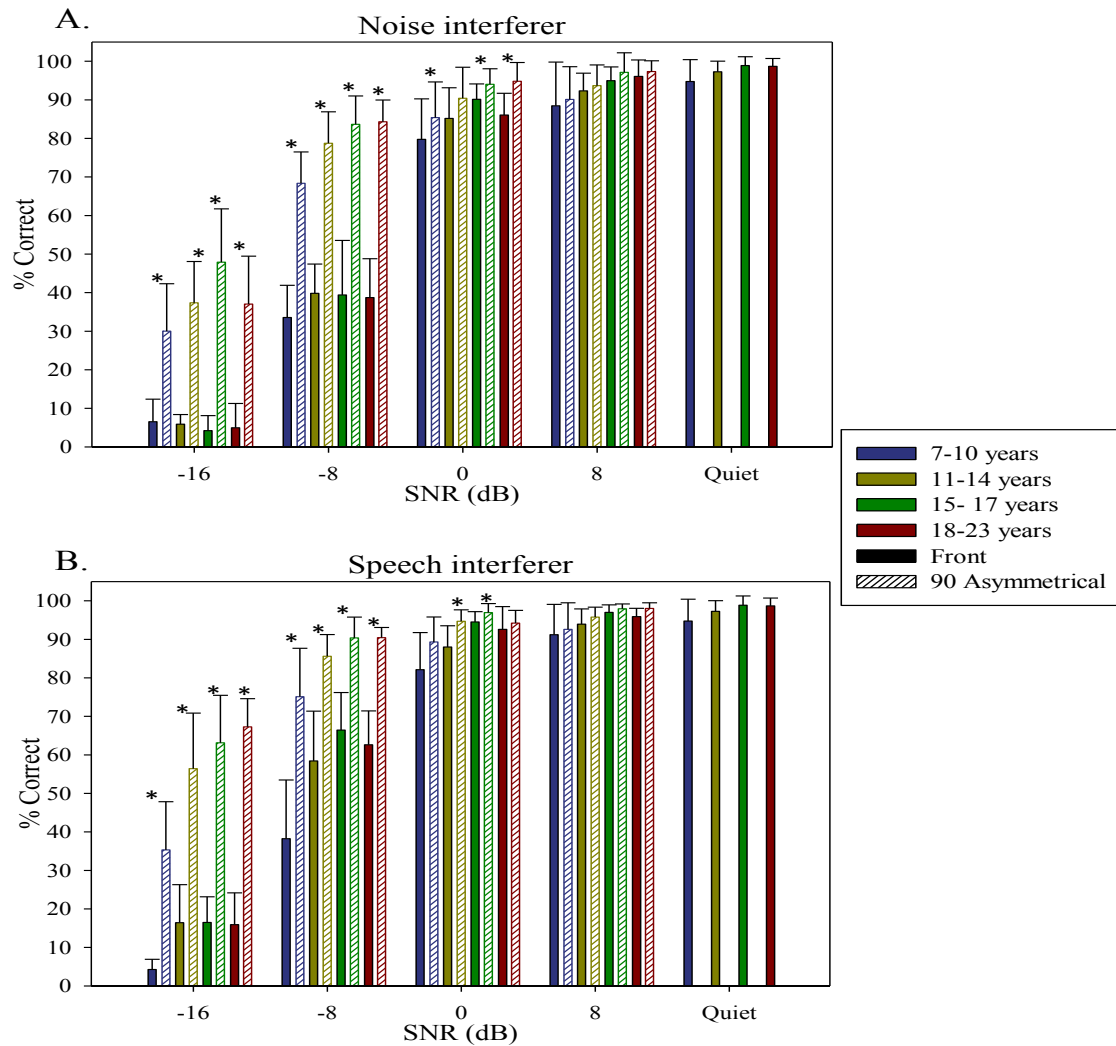 A.
Noise interferer
100
90
80
70
60
50
40
30
20
10
0
% Correct
* * * * * * * * * * *
-16 -8 0 8 Quiet
SNR (dB)
7-10 years
11-14 years
15- 17 years
18-23 years
Front
90 Asymmetrical
B.
Speech interferer
100
90
80
70
60
50
40
30
20
10
0
% Correct
* * * * * * * * * *
-16 -8 0 8 Quiet
SNR (dB)